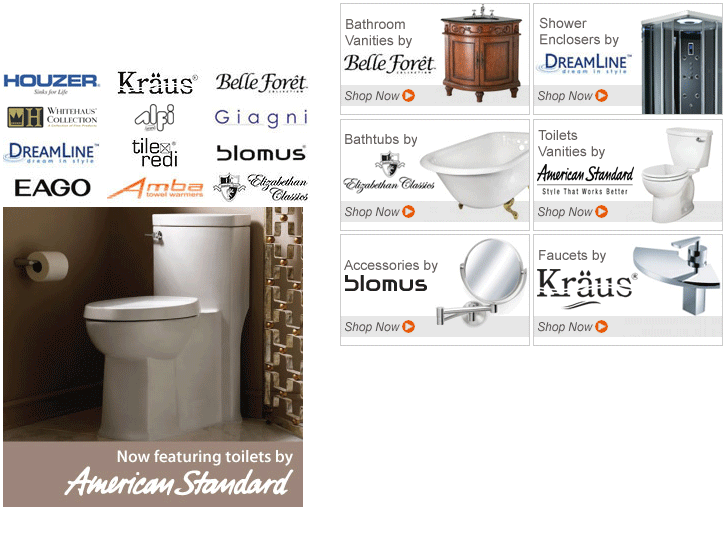 HOUZER®
Sinks for Life
Kräus®
Belle Forêt
COLLECTION
WHITEHAUS
COLLECTION
alfi
Giagni
DREAMLINE™
dream in style
tile
redi
blomus®
EAGO
Amba
towel warmers
Elizabethan
Classics
Now featuring toilets by
American Standard
Bathroom
Vanities by
Belle Forêt
COLLECTION
Shop Now
Shower
Enclosers by
DREAMLINE™
dream in style
Shop Now
Bathtubs by
Elizabethan Classics
Shop Now
Toilets
Vanities by
American Standard
Style That Works Better
Shop Now
Accessories by
blomus
Shop Now
Faucets by
Kräus®
Shop Now